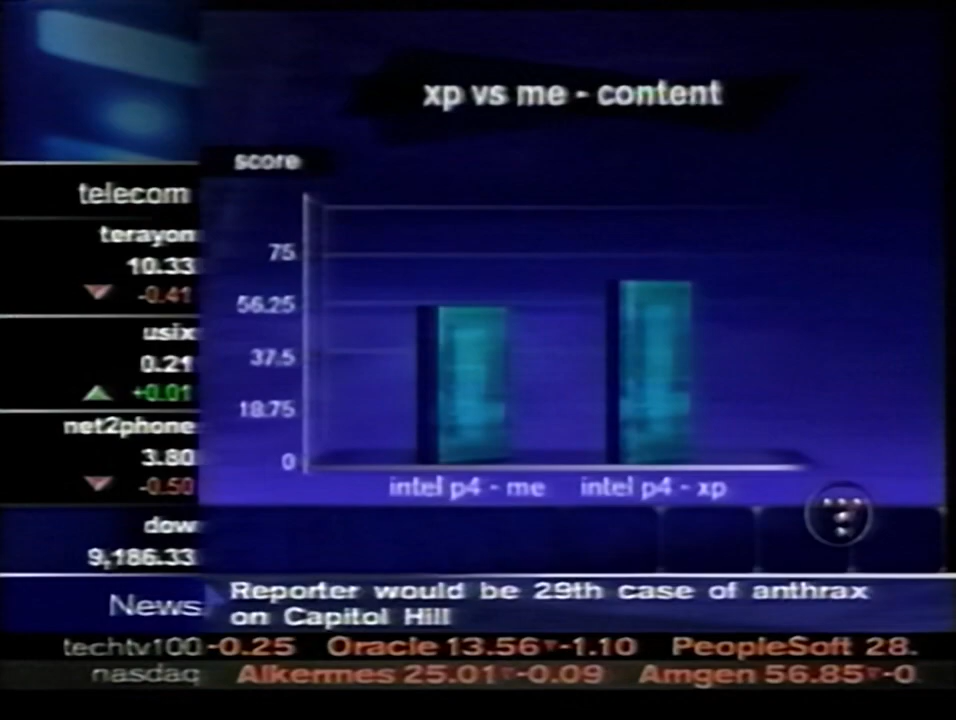 xp vs me - content
score
75
56.25
37.5
18.75
0
intel p4 - me
intel p4 - xp
telecom
terayon
10.33
-0.41
usix
0.21
+0.01
net2phone
3.80
-0.50
dow
9,186.33
News
Reporter would be 29th case of anthrax
on Capitol Hill
techtv100 -0.25 Oracle 13.56 -1.10 PeopleSoft 28.
nasdaq Alkermes 25.01 -0.09 Amgen 56.85 -0